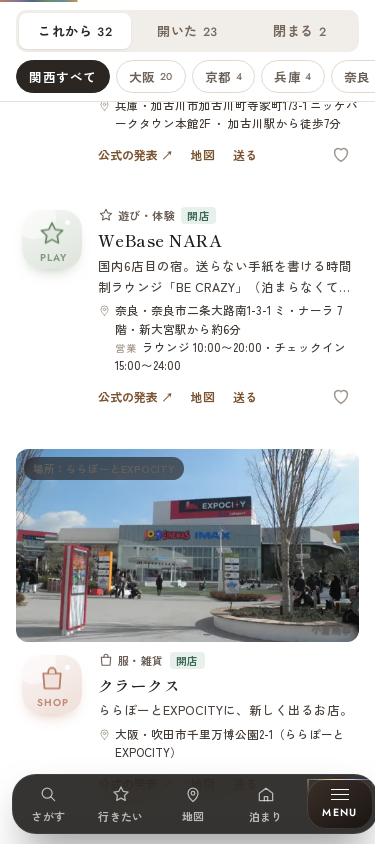 これから 32 開いた 23 閉まる 2
関西すべて 大阪 20 京都 4 兵庫 4 奈良
兵庫・加古川市加古川町寺家町173-1 ニッケパ
ークタウン本館2F ・ 加古川駅から徒歩7分
公式の発表 ↗ 地図 送る
遊び・体験 開店
PLAY
WeBase NARA
国内6店目の宿。送らない手紙を書ける時間
制ラウンジ「BE CRAZY」（泊まらなくて…
奈良・奈良市二条大路南1-3-1 ミ・ナーラ 7
階・新大宮駅から約6分
営業 ラウンジ 10:00〜20:00・チェックイン
15:00〜24:00
公式の発表 ↗ 地図 送る
場所：ららぽーとEXPOCITY
EXPOCITY
109CINEMAS IMAX
服・雑貨 開店
SHOP
クラークス
ららぽーとEXPOCITYに、新しく出るお店。
大阪・吹田市千里万博公園2-1（ららぽーと
EXPOCITY）
さがす 行きたい 地図 泊まり MENU